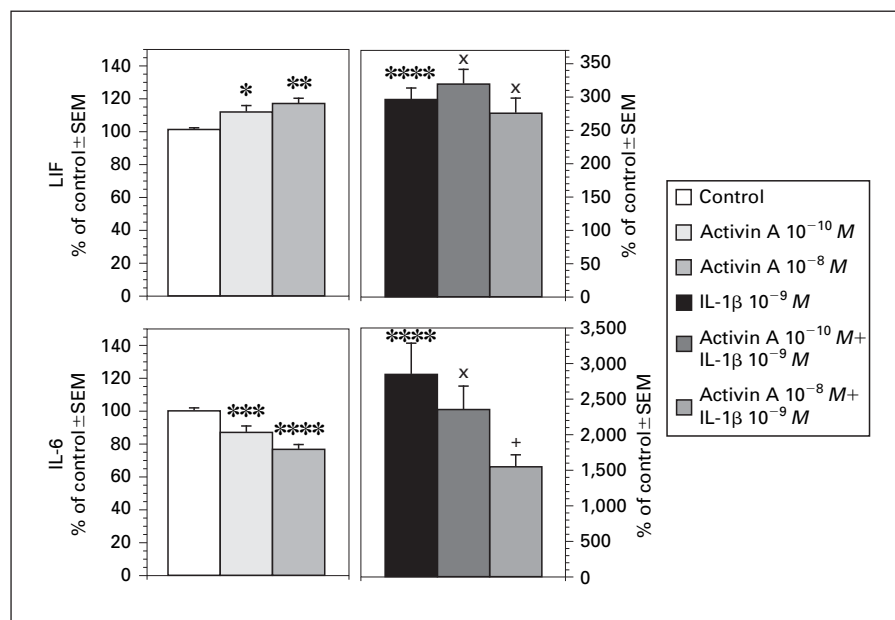 140
120
100
80
60
40
20
0
LIF
% of control±SEM
*
**
****
x
x
350
300
250
200
150
100
50
0
% of control±SEM
140
120
100
80
60
40
20
0
IL-6
% of control±SEM
***
****
****
x
+
3,500
3,000
2,500
2,000
1,500
1,000
500
0
% of control±SEM
Control
Activin A 10⁻¹⁰ M
Activin A 10⁻⁸ M
IL-1β 10⁻⁹ M
Activin A 10⁻¹⁰ M+
IL-1β 10⁻⁹ M
Activin A 10⁻⁸ M+
IL-1β 10⁻⁹ M